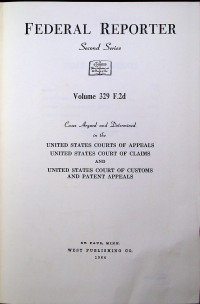 FEDERAL REPORTER
Second Series
Volume 329 F.2d
Cases Argued and Determined
in the
UNITED STATES COURTS OF APPEALS
UNITED STATES COURT OF CLAIMS
AND
UNITED STATES COURT OF CUSTOMS
AND PATENT APPEALS
ST. PAUL, MINN.
WEST PUBLISHING CO.
1964